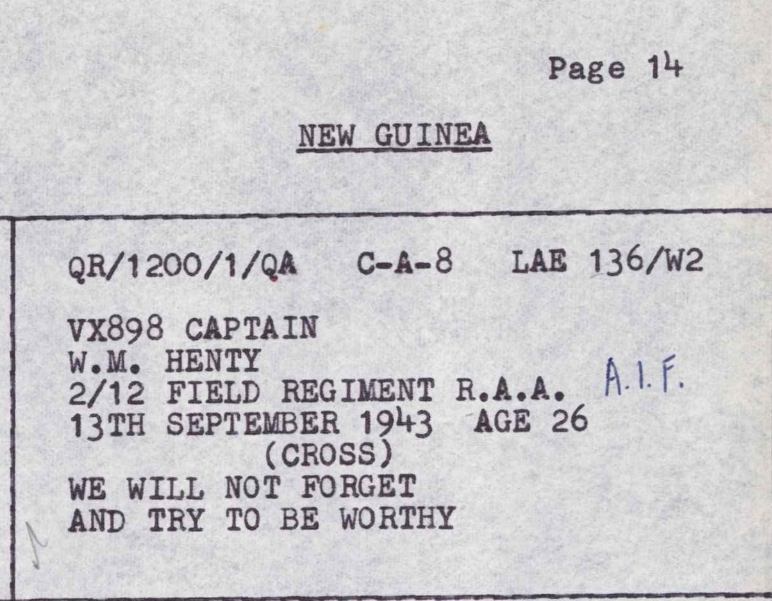 Page 14
NEW GUINEA
QR/1200/1/QA C-A-8 LAE 136/W2
VX898 CAPTAIN
W.M. HENTY
2/12 FIELD REGIMENT R.A.A. A.I.F.
13TH SEPTEMBER 1943 AGE 26
(CROSS)
WE WILL NOT FORGET
AND TRY TO BE WORTHY